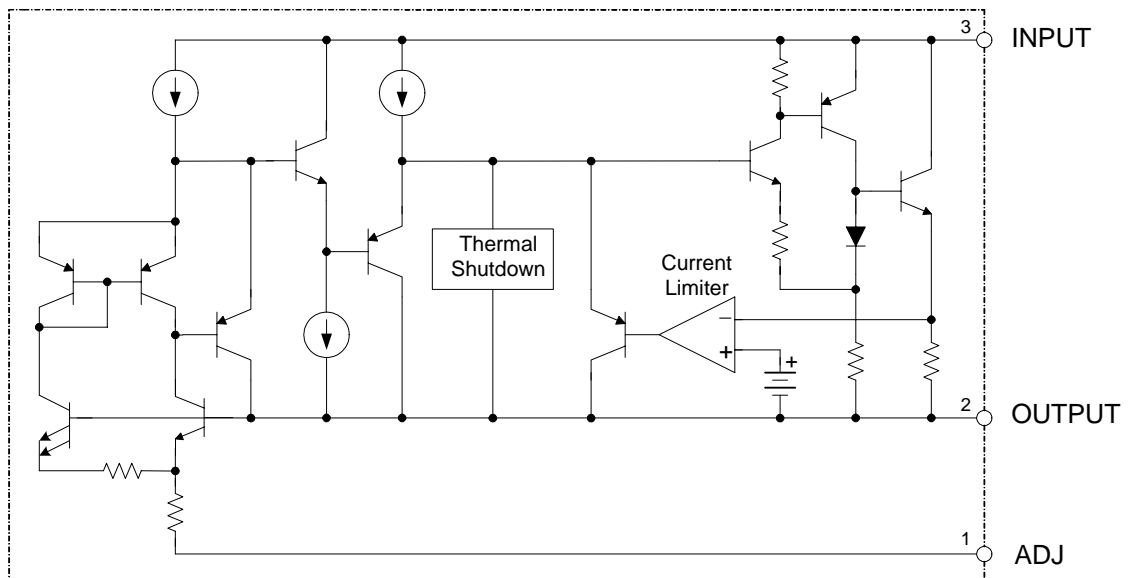 3 INPUT
Thermal
Shutdown
Current
Limiter
−
+
+
2 OUTPUT
1 ADJ